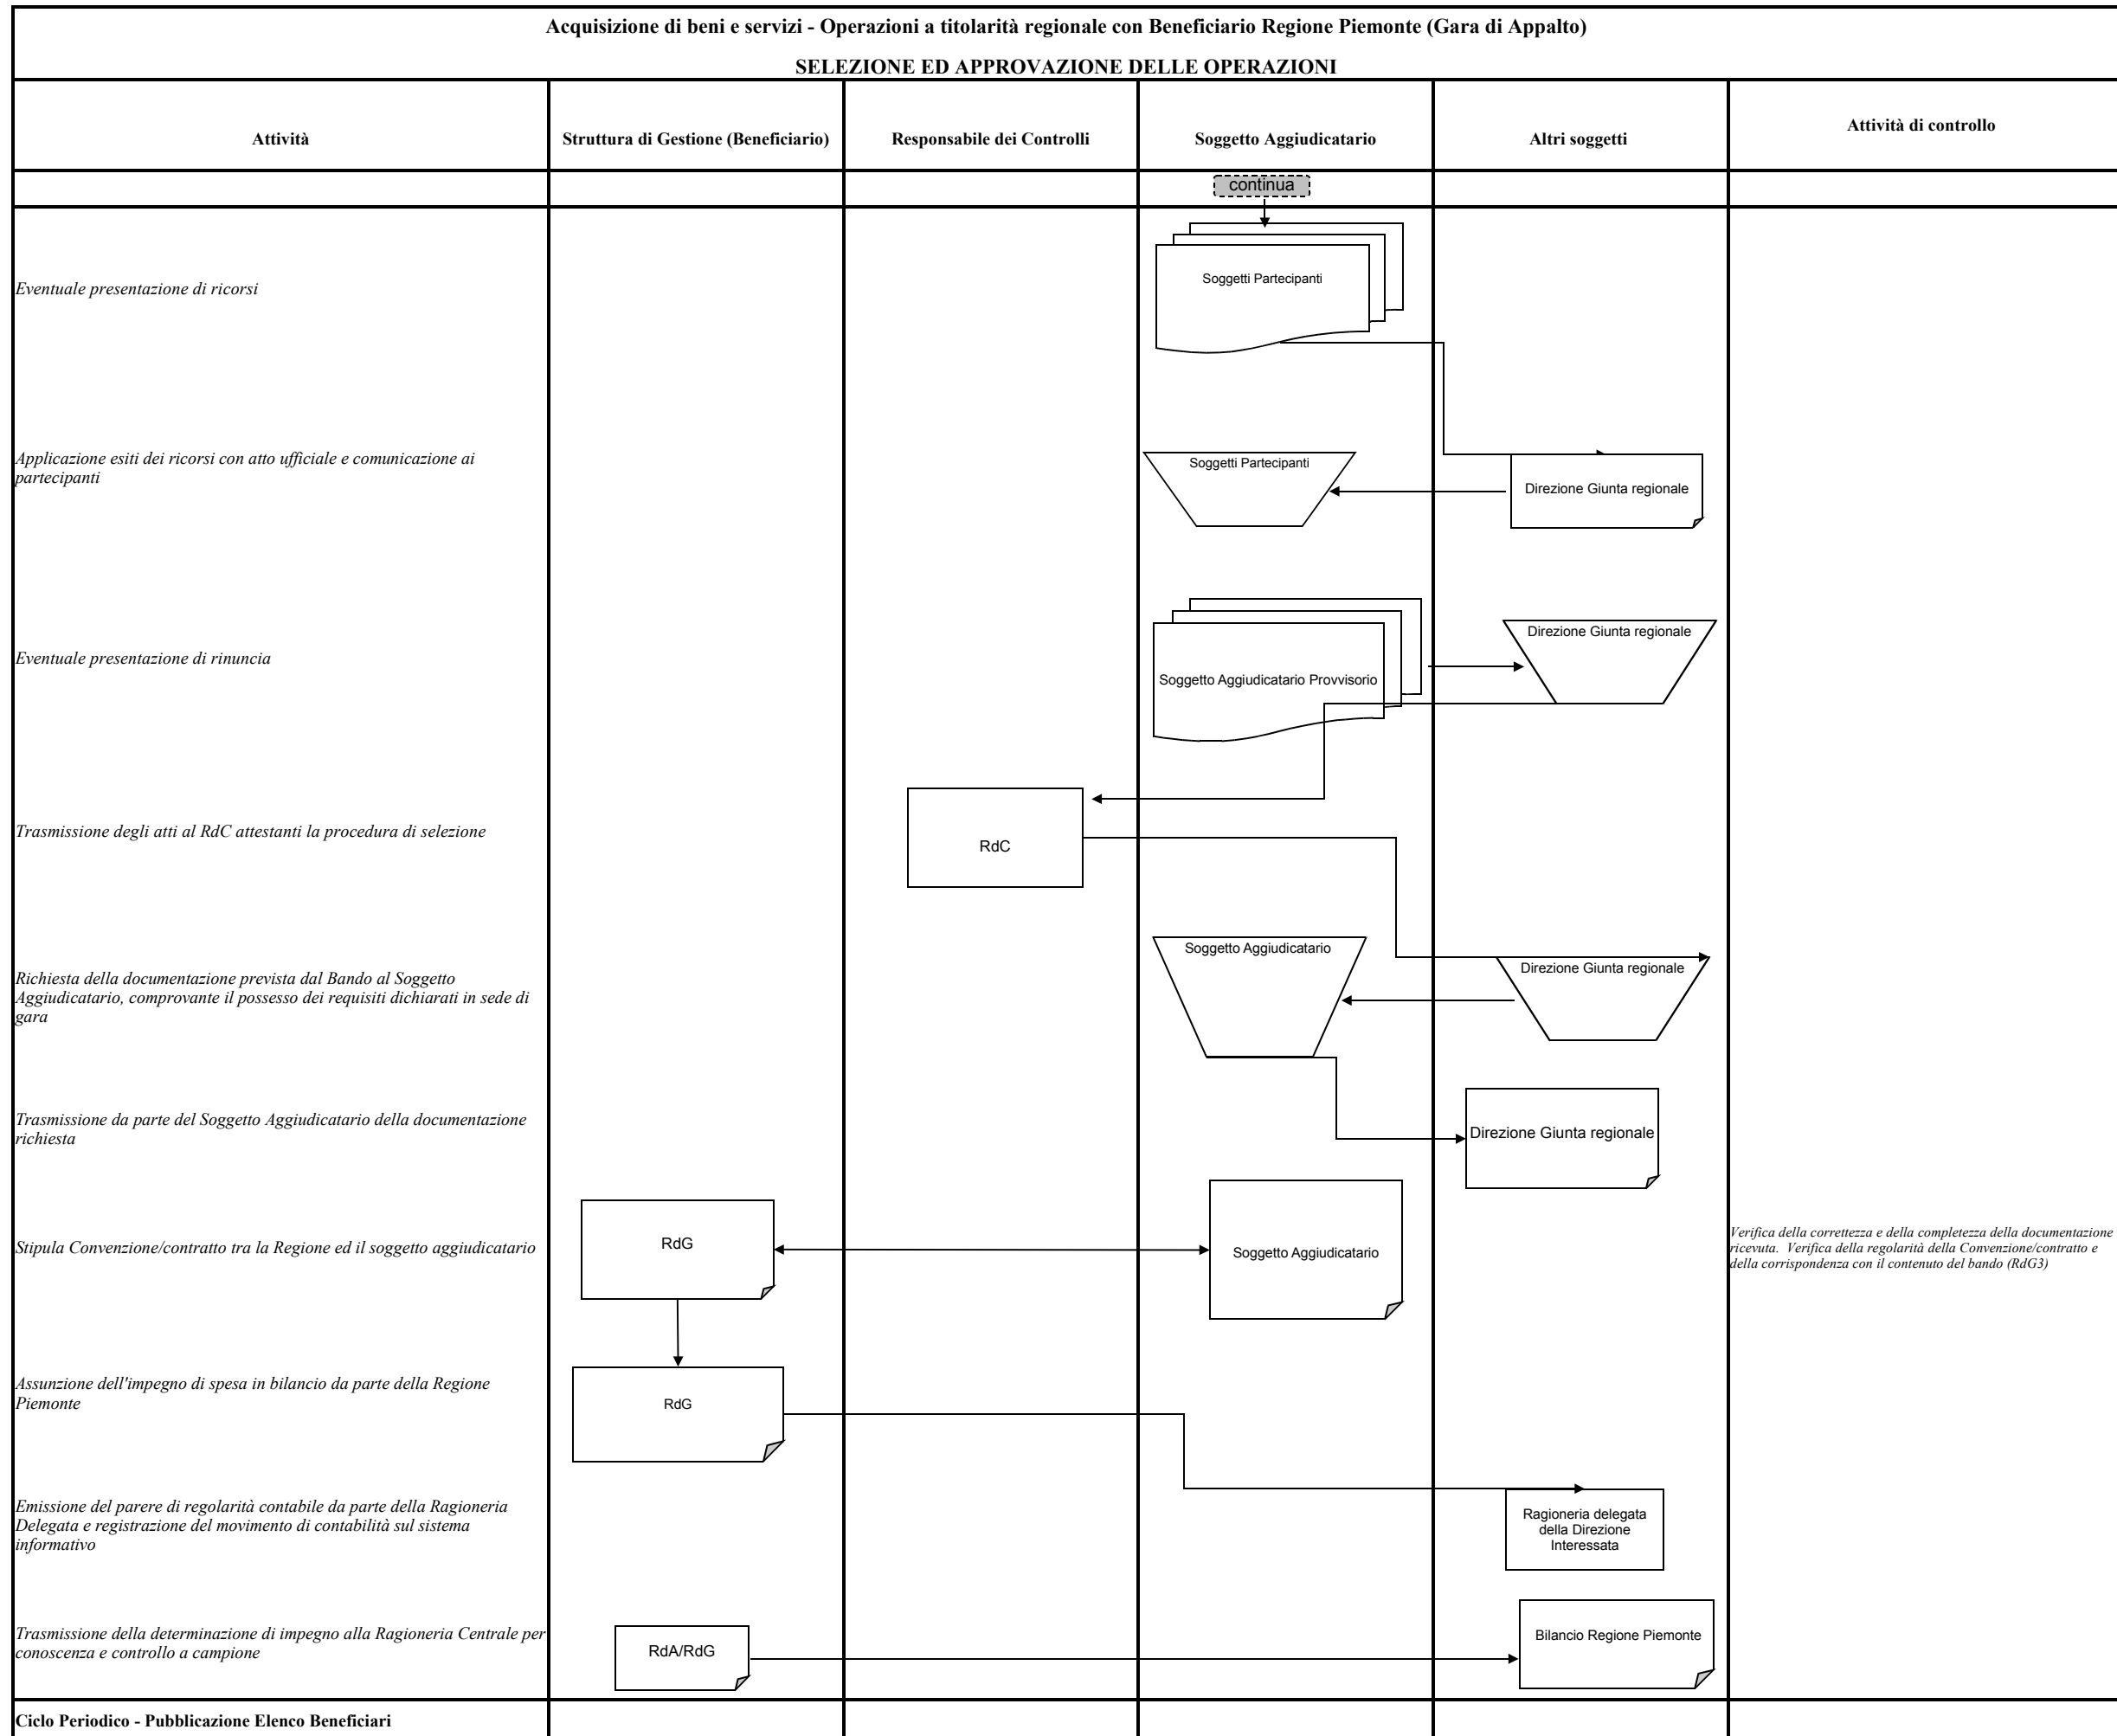 Acquisizione di beni e servizi - Operazioni a titolarità regionale con Beneficiario Regione Piemonte (Gara di Appalto)
SELEZIONE ED APPROVAZIONE DELLE OPERAZIONI
Attività
Struttura di Gestione (Beneficiario)
Responsabile dei Controlli
Soggetto Aggiudicatario
Altri soggetti
Attività di controllo
continua
Eventuale presentazione di ricorsi
Soggetti Partecipanti
Applicazione esiti dei ricorsi con atto ufficiale e comunicazione ai
partecipanti
Soggetti Partecipanti
Direzione Giunta regionale
Eventuale presentazione di rinuncia
Soggetto Aggiudicatario Provvisorio
Direzione Giunta regionale
Trasmissione degli atti al RdC attestanti la procedura di selezione
RdC
Richiesta della documentazione prevista dal Bando al Soggetto
Aggiudicatario, comprovante il possesso dei requisiti dichiarati in sede di
gara
Soggetto Aggiudicatario
Direzione Giunta regionale
Trasmissione da parte del Soggetto Aggiudicatario della documentazione
richiesta
Direzione Giunta regionale
Stipula Convenzione/contratto tra la Regione ed il soggetto aggiudicatario
RdG
Soggetto Aggiudicatario
Verifica della correttezza e della completezza della documentazione
ricevuta.  Verifica della regolarità della Convenzione/contratto e
della corrispondenza con il contenuto del bando (RdG3)
Assunzione dell'impegno di spesa in bilancio da parte della Regione
Piemonte
RdG
Emissione del parere di regolarità contabile da parte della Ragioneria
Delegata e registrazione del movimento di contabilità sul sistema
informativo
Ragioneria delegata
della Direzione
Interessata
Trasmissione della determinazione di impegno alla Ragioneria Centrale per
conoscenza e controllo a campione
RdA/RdG
Bilancio Regione Piemonte
Ciclo Periodico - Pubblicazione Elenco Beneficiari